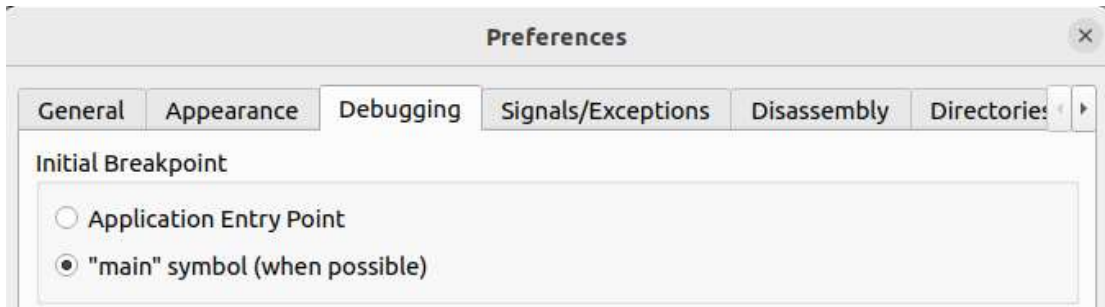 Preferences
General Appearance Debugging Signals/Exceptions Disassembly Directories
Initial Breakpoint
Application Entry Point
"main" symbol (when possible)